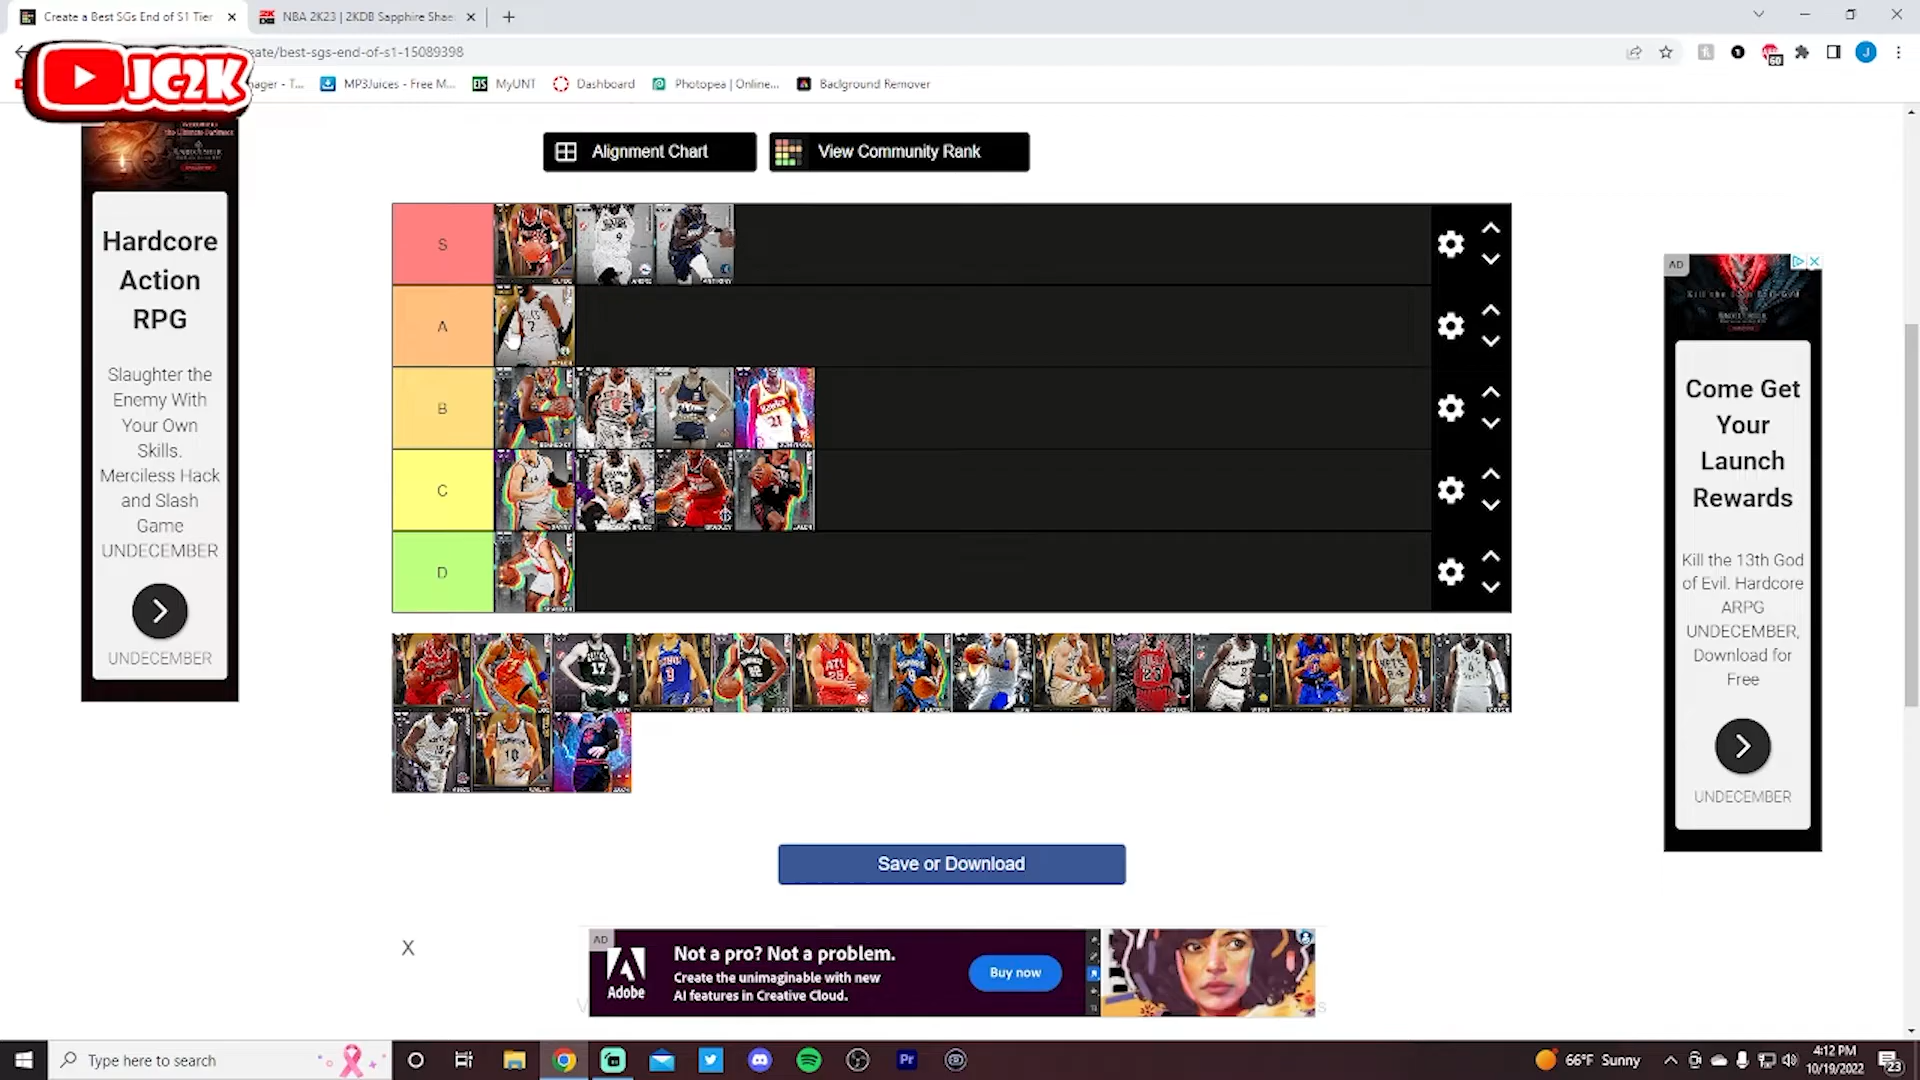 Create a Best SGs End of S1 Tier
NBA 2K23 | 2KDB Sapphire Shae
eate/best-sgs-end-of-s1-15089398
60
J
JC2K
ager - T...
MP3Juices - Free M...
MyUNT
Dashboard
Photopea | Online...
Background Remover
Alignment Chart
View Community Rank
Hardcore
Action
RPG
Slaughter the
Enemy With
Your Own
Skills.
Merciless Hack
and Slash
Game
UNDECEMBER
UNDECEMBER
S
A
B
C
D
AD
Come Get
Your
Launch
Rewards
Kill the 13th God
of Evil. Hardcore
ARPG
UNDECEMBER,
Download for
Free
UNDECEMBER
Save or Download
X
AD
Adobe
Not a pro? Not a problem.
Create the unimaginable with new
AI features in Creative Cloud.
Buy now
Type here to search
Pr
66°F Sunny
4:12 PM
10/19/2022
23